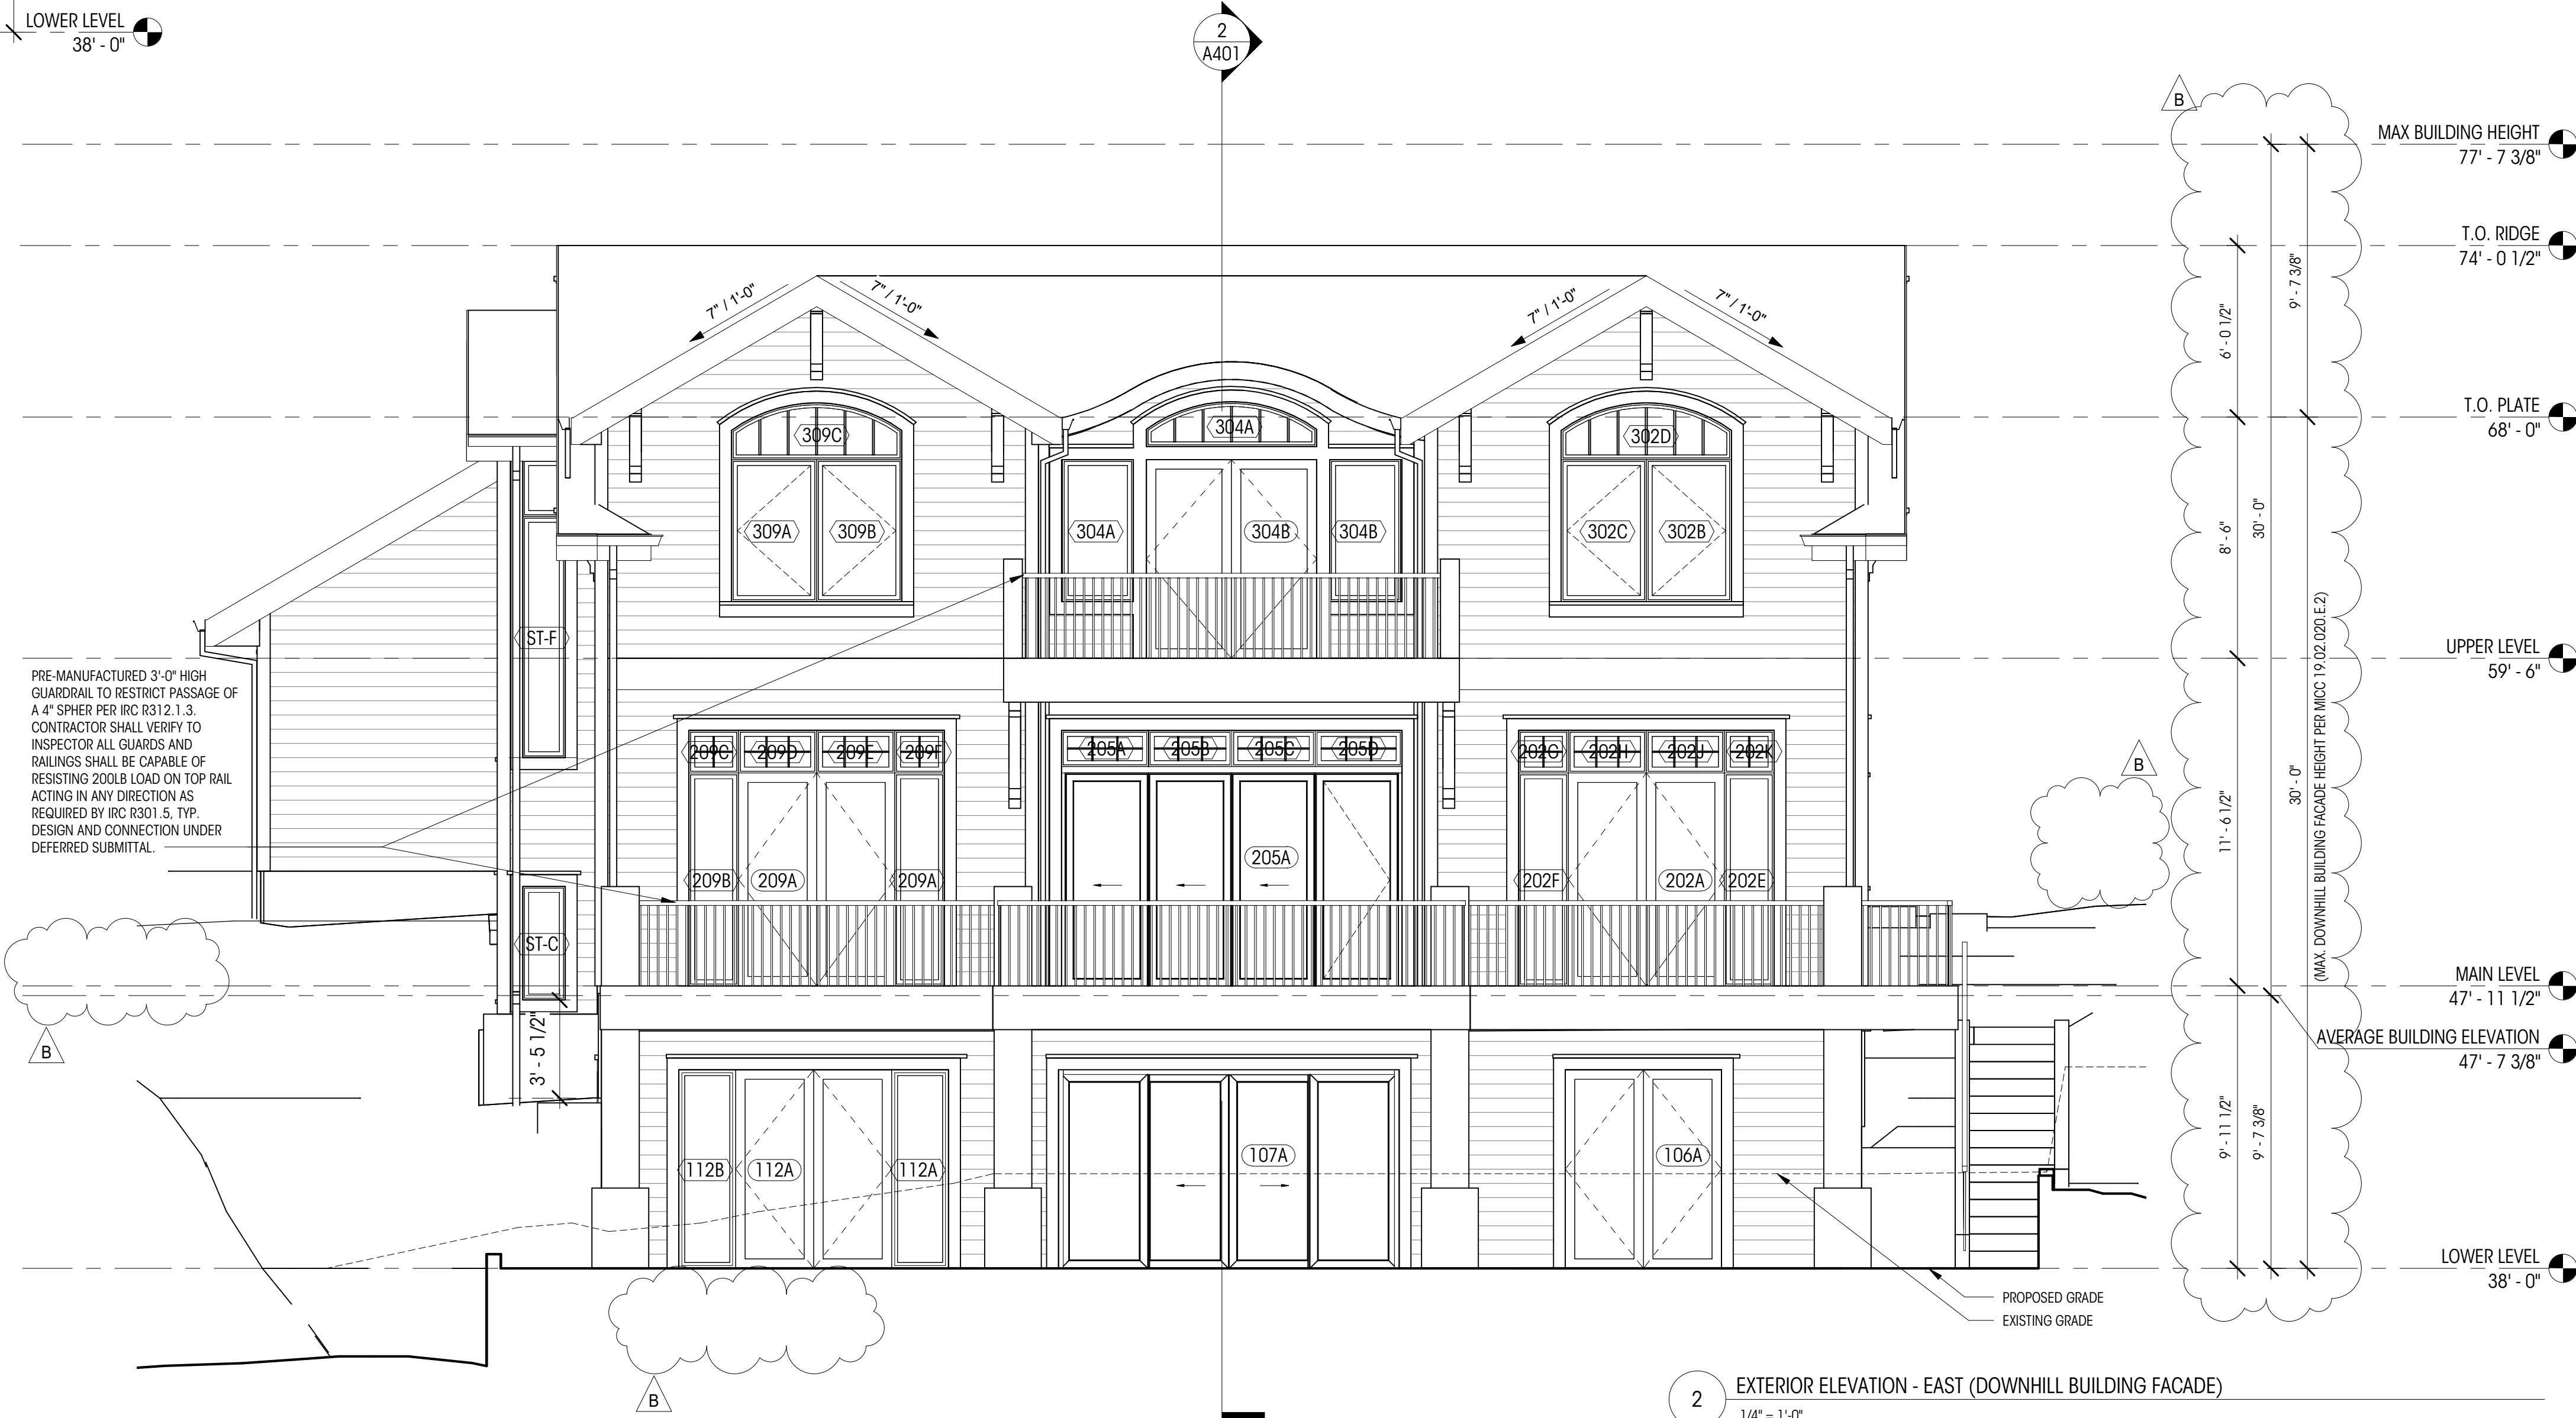 LOWER LEVEL
38' - 0"
2
A401
B
MAX BUILDING HEIGHT
77' - 7 3/8"
T.O. RIDGE
74' - 0 1/2"
7" / 1'-0"
7" / 1'-0"
7" / 1'-0"
7" / 1'-0"
9' - 7 3/8"
6' - 0 1/2"
T.O. PLATE
68' - 0"
309C
304A
302D
309A
309B
304A
304B
304B
302C
302B
8' - 6"
30' - 0"
ST-F
UPPER LEVEL
59' - 6"
PRE-MANUFACTURED 3'-0" HIGH
GUARDRAIL TO RESTRICT PASSAGE OF
A 4" SPHER PER IRC R312.1.3.
CONTRACTOR SHALL VERIFY TO
INSPECTOR ALL GUARDS AND
RAILINGS SHALL BE CAPABLE OF
RESISTING 200LB LOAD ON TOP RAIL
ACTING IN ANY DIRECTION AS
REQUIRED BY IRC R301.5, TYP.
DESIGN AND CONNECTION UNDER
DEFERRED SUBMITTAL.
209C
209D
209E
209F
205A
205B
205C
205D
202G
202H
202J
202K
B
30' - 0"
(MAX. DOWNHILL BUILDING FACADE HEIGHT PER MICC 19.02.020.E.2)
11' - 6 1/2"
209B
209A
209A
205A
202F
202A
202E
ST-C
MAIN LEVEL
47' - 11 1/2"
AVERAGE BUILDING ELEVATION
47' - 7 3/8"
B
3' - 5 1/2"
112B
112A
112A
107A
106A
9' - 11 1/2"
9' - 7 3/8"
LOWER LEVEL
38' - 0"
PROPOSED GRADE
EXISTING GRADE
B
2
EXTERIOR ELEVATION - EAST (DOWNHILL BUILDING FACADE)
1/4" = 1'-0"